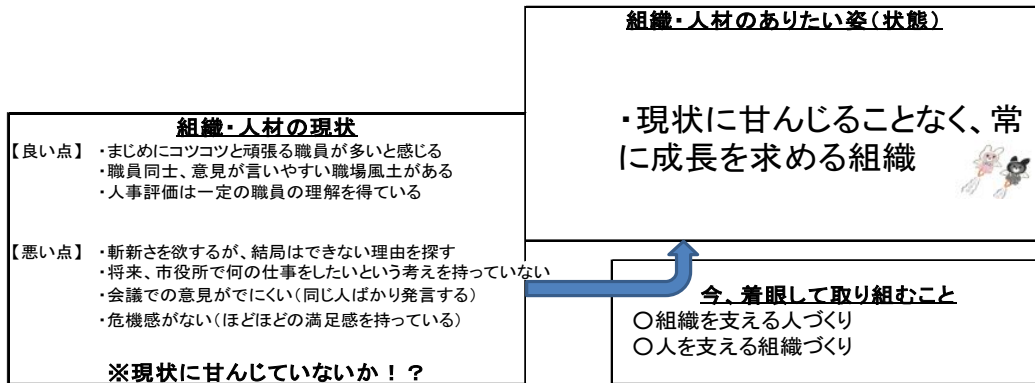 組織・人材のありたい姿(状態)
・現状に甘んじることなく、常
に成長を求める組織
組織・人材の現状
【良い点】 ・まじめにコツコツと頑張る職員が多いと感じる
・職員同士、意見が言いやすい職場風土がある
・人事評価は一定の職員の理解を得ている
【悪い点】 ・斬新さを欲するが、結局はできない理由を探す
・将来、市役所で何の仕事をしたいという考えを持っていない
・会議での意見がでにくい(同じ人ばかり発言する)
・危機感がない(ほどほどの満足感を持っている)
※現状に甘んじていないか!?
今、着眼して取り組むこと
○組織を支える人づくり
○人を支える組織づくり